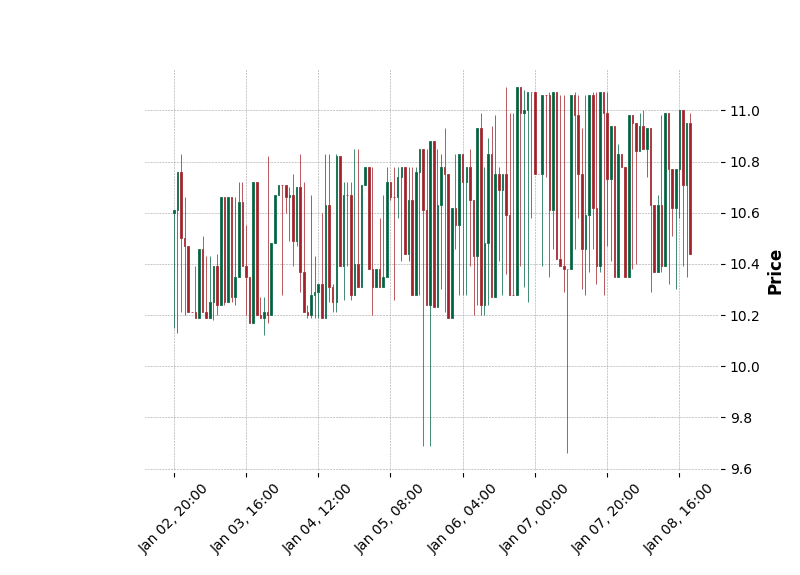 11.0
10.8
10.6
10.4
10.2
10.0
9.8
9.6
Price
Jan 02, 20:00
Jan 03, 16:00
Jan 04, 12:00
Jan 05, 08:00
Jan 06, 04:00
Jan 07, 00:00
Jan 07, 20:00
Jan 08, 16:00